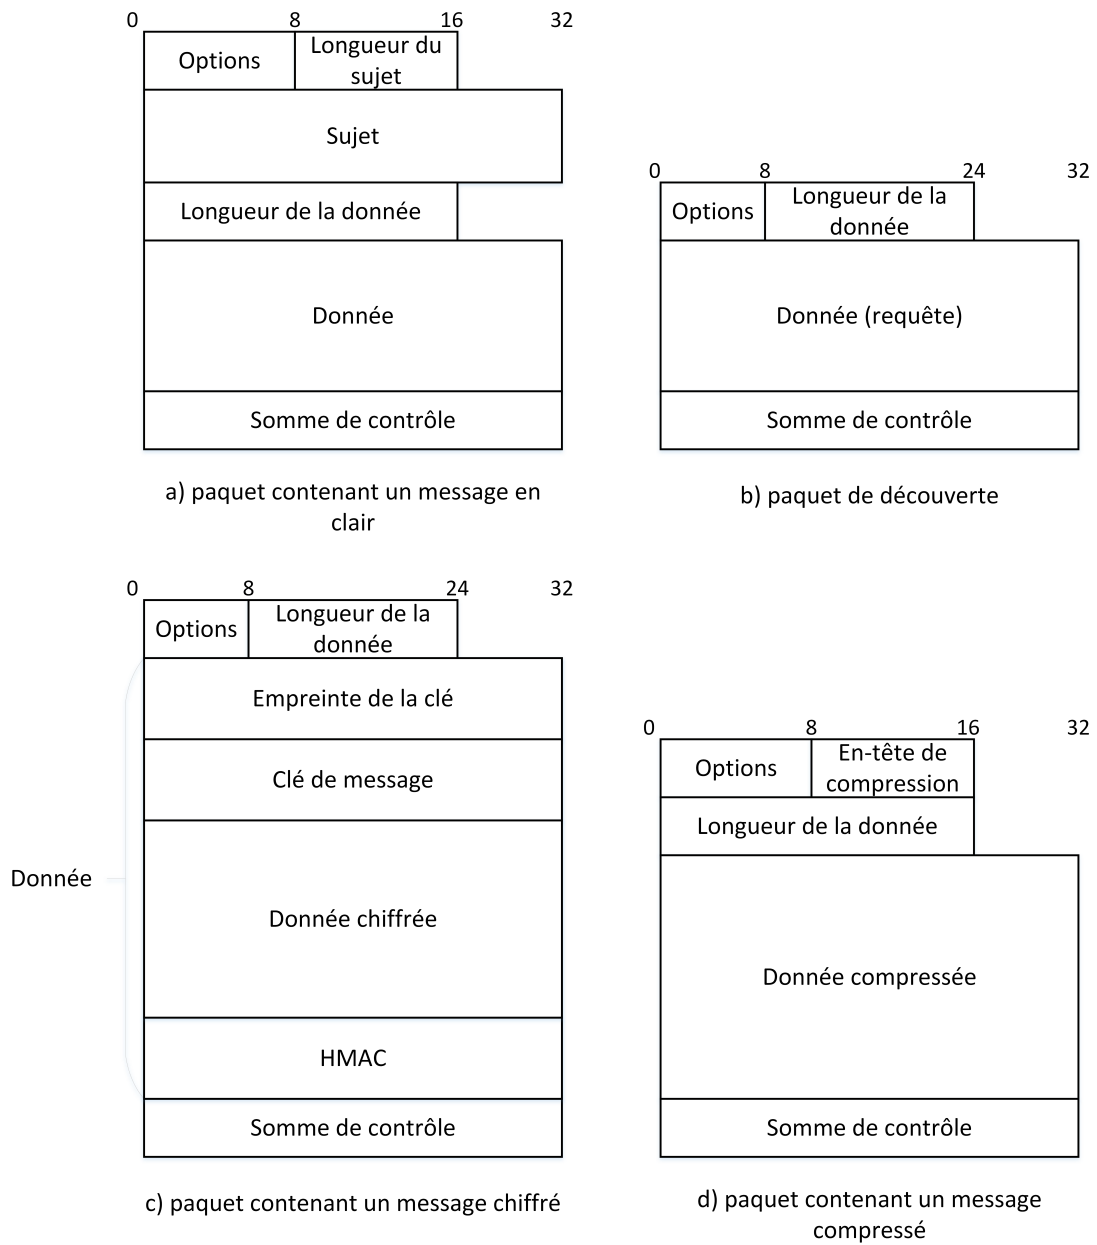 0 8 16 32
Options
Longueur du
sujet
Sujet
Longueur de la donnée
Donnée
Somme de contrôle
a) paquet contenant un message en
clair
0 8 24 32
Options
Longueur de la
donnée
Donnée (requête)
Somme de contrôle
b) paquet de découverte
0 8 24 32
Options
Longueur de la
donnée
Empreinte de la clé
Clé de message
Donnée
Donnée chiffrée
HMAC
Somme de contrôle
c) paquet contenant un message chiffré
0 8 16 32
Options
En-tête de
compression
Longueur de la donnée
Donnée compressée
Somme de contrôle
d) paquet contenant un message
compressé